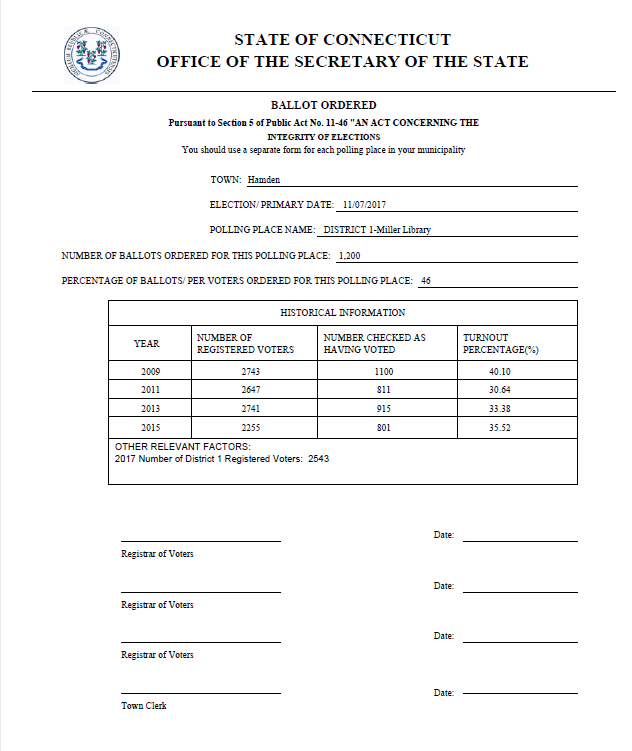 STATE OF CONNECTICUT
OFFICE OF THE SECRETARY OF THE STATE
BALLOT ORDERED
Pursuant to Section 5 of Public Act No. 11-46 "AN ACT CONCERNING THE
INTEGRITY OF ELECTIONS
You should use a separate form for each polling place in your municipality
TOWN: Hamden
ELECTION/ PRIMARY DATE: 11/07/2017
POLLING PLACE NAME: DISTRICT 1-Miller Library
NUMBER OF BALLOTS ORDERED FOR THIS POLLING PLACE: 1,200
PERCENTAGE OF BALLOTS/ PER VOTERS ORDERED FOR THIS POLLING PLACE: 46
HISTORICAL INFORMATION
YEAR NUMBER OF REGISTERED VOTERS NUMBER CHECKED AS HAVING VOTED TURNOUT PERCENTAGE(%)
2009 2743 1100 40.10
2011 2647 811 30.64
2013 2741 915 33.38
2015 2255 801 35.52
OTHER RELEVANT FACTORS:
2017 Number of District 1 Registered Voters: 2543
Date:
Registrar of Voters
Date:
Registrar of Voters
Date:
Registrar of Voters
Date:
Town Clerk